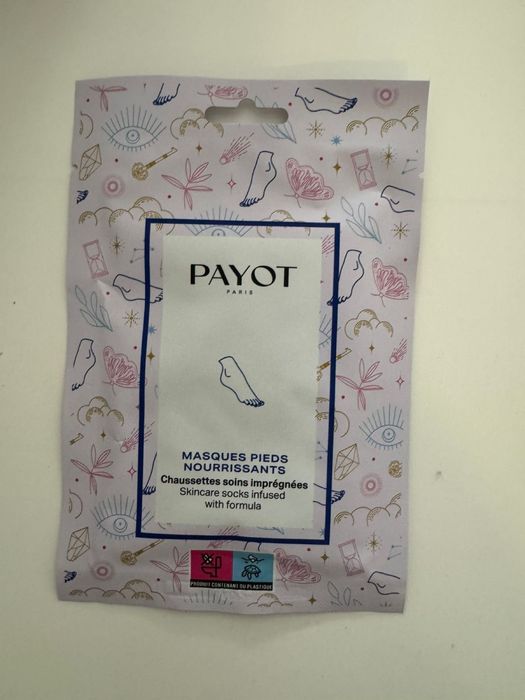 PAYOT
PARIS
MASQUES PIEDS
NOURRISSANTS
Chaussettes soins imprégnées
Skincare socks infused
with formula
PRODUIT CONTENANT DU PLASTIQUE